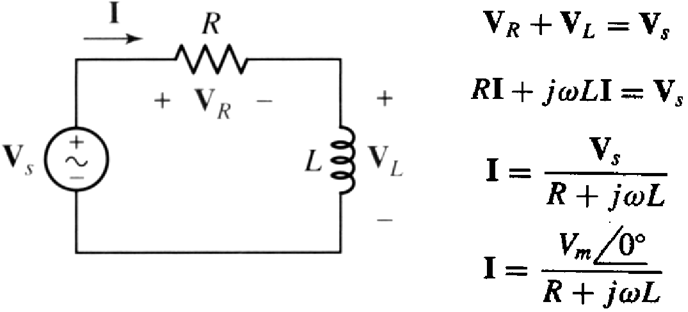 I
R
V_R + V_L = V_s
+ V_R −
RI + jωLI = V_s
+
V_s
+
−
L
V_L
−
I = V_s / (R + jωL)
I = V_m∠0° / (R + jωL)